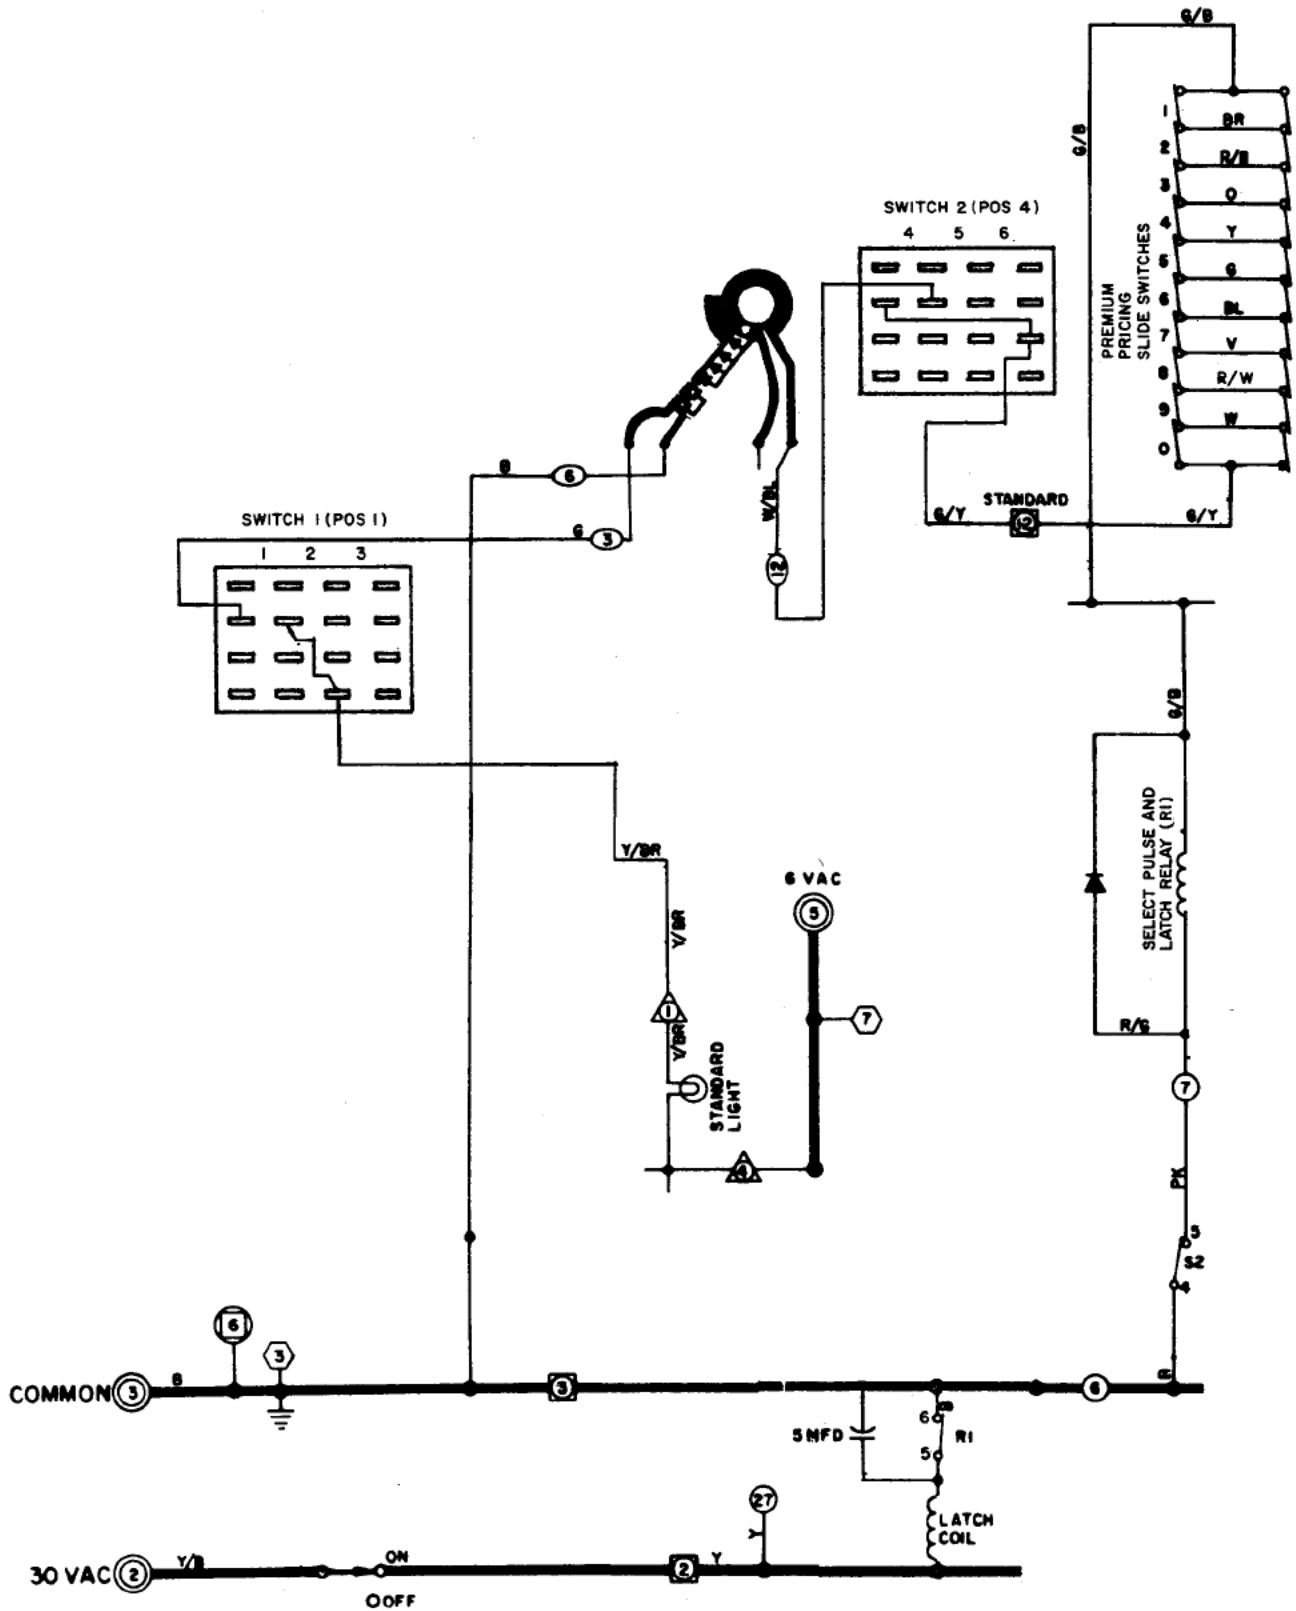 G/B
G/B
1
BR
2
R/B
3
O
4
Y
5
G
6
BL
7
V
8
R/W
9
W
0
PREMIUM
PRICING
SLIDE SWITCHES
SWITCH 2 (POS 4)
4 5 6
STANDARD
G/Y
12
G/Y
B
6
W/BL
12
SWITCH 1 (POS 1)
G
3
1 2 3
G/B
SELECT PULSE AND
LATCH RELAY (R1)
R/G
7
PK
5
S2
4
B
Y/BR
Y/BR
1
Y/BR
STANDARD
LIGHT
4
6 VAC
5
7
6
3
COMMON
3
B
3
6
5 MFD
6
B
R1
5
LATCH
COIL
27
Y
30 VAC
2
Y/B
ON
O OFF
2
Y